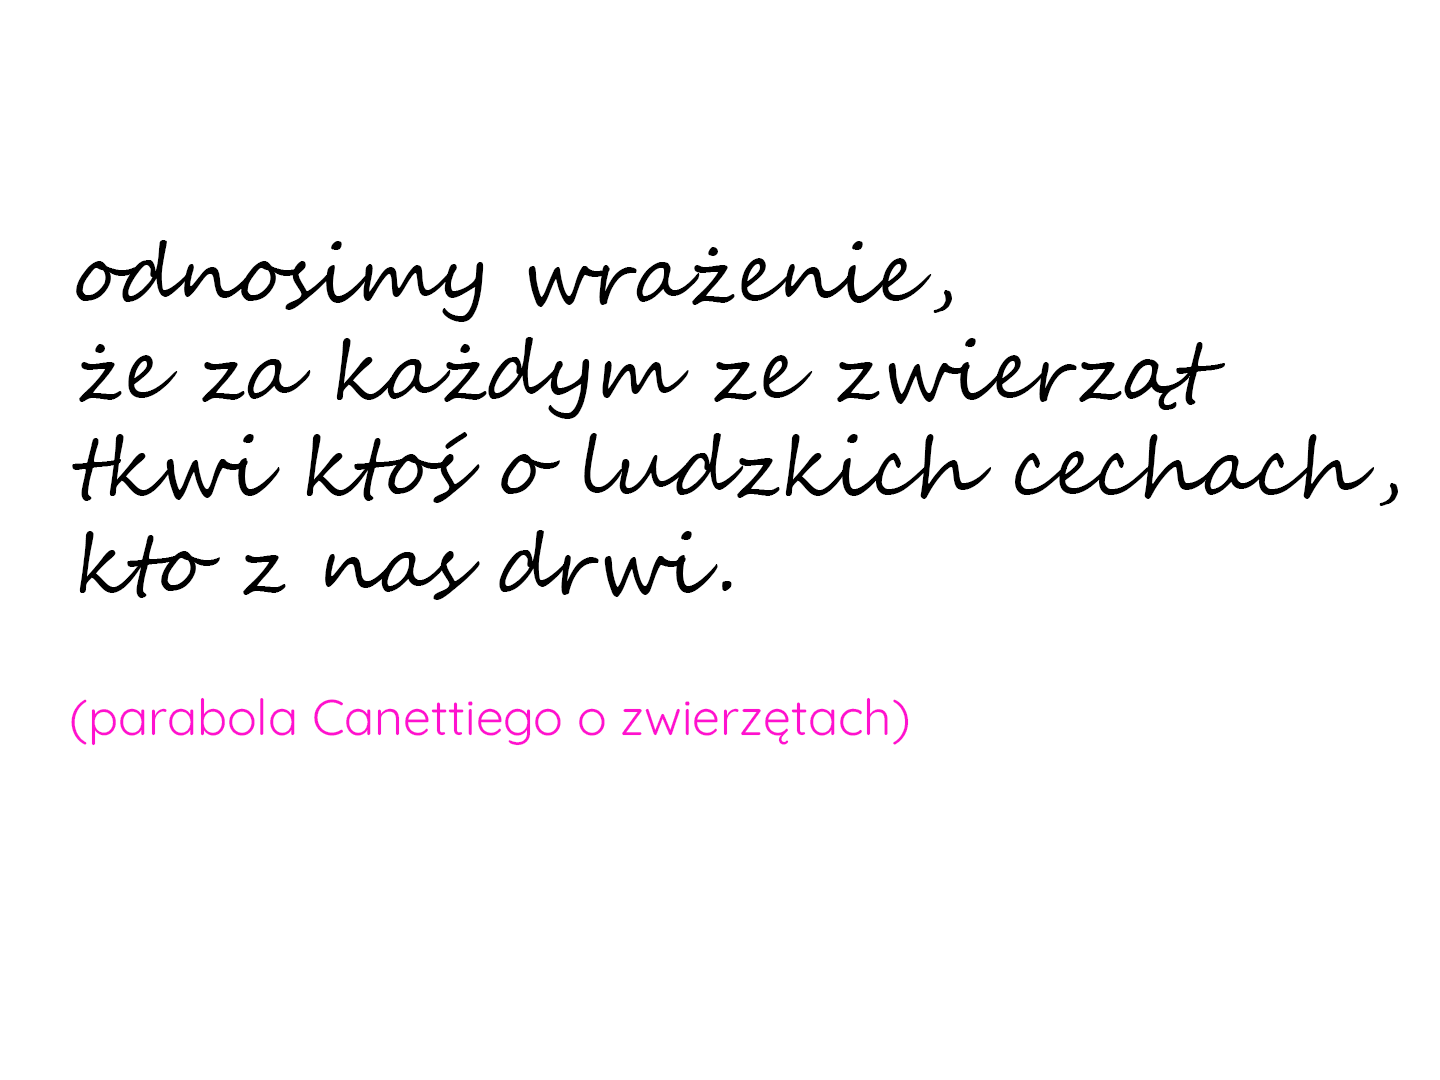 odnosimy wrażenie,
że za każdym ze zwierząt
tkwi ktoś o ludzkich cechach,
kto z nas drwi.
(parabola Canettiego o zwierzętach)